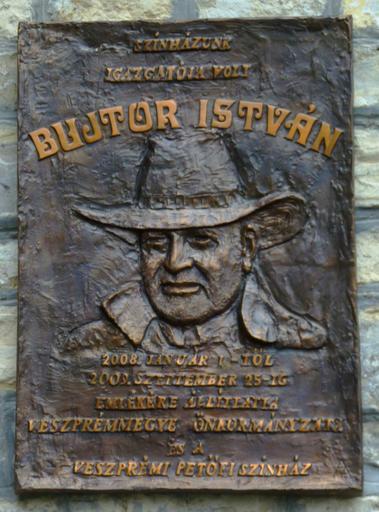 SZÍNHÁZUNK
IGAZGATÓJA VOLT
BUJTOR ISTVÁN
2008. JANUÁR 1-TŐL
2009. SZEPTEMBER 25-IG
EMLÉKÉRE ÁLLÍTTATTA
VESZPRÉM MEGYE ÖNKORMÁNYZATA
ÉS A
VESZPRÉMI PETŐFI SZÍNHÁZ